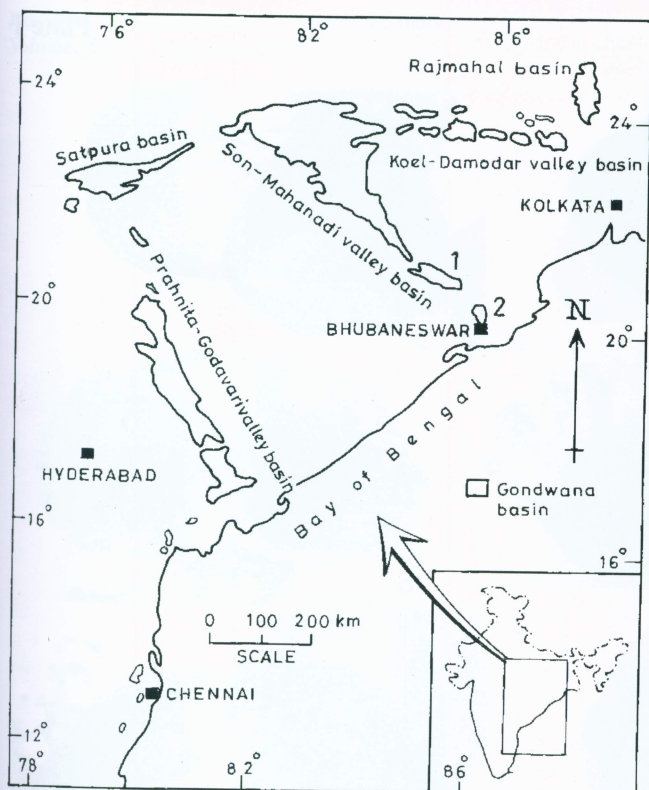 76°
82°
86°
24°
Rajmahal basin
24°
Satpura basin
Son-Mahanadi valley basin
Koel-Damodar valley basin
KOLKATA
1
20°
Prahnita-Godavarivalley basin
2
N
BHUBANESWAR
20°
HYDERABAD
Bay of Bengal
Gondwana
basin
16°
16°
0 100 200 km
SCALE
CHENNAI
12°
78°
82°
86°